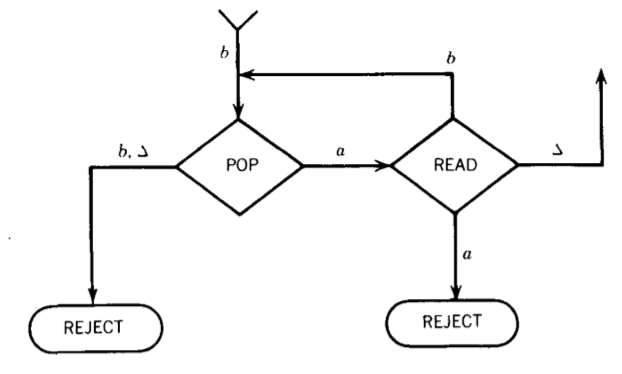 b
b
b, Δ
POP
a
READ
Δ
a
REJECT
REJECT